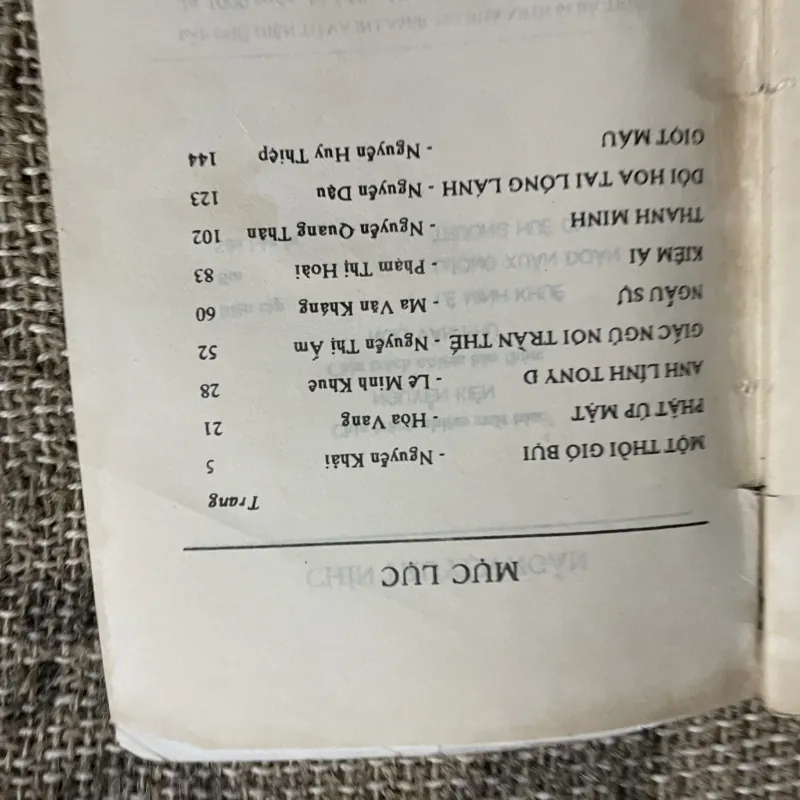 MỤC LỤC
Trang
MỘT THỜI GIÓ BỤI - Nguyễn Khải 5
PHẬT ÚP MẶT - Hòa Vang 21
ANH LÍNH TONY D - Lê Minh Khuê 28
GIẤC NGỦ NƠI TRẦN THẾ - Nguyễn Thị Ấm 52
NGẪU SỰ - Ma Văn Kháng 60
KIÊM ÁI - Phạm Thị Hoài 83
THANH MINH - Nguyễn Quang Thân 102
ĐÔI HOA TAI LÓNG LÁNH - Nguyễn Dậu 123
GIỌT MÁU - Nguyễn Huy Thiệp 144